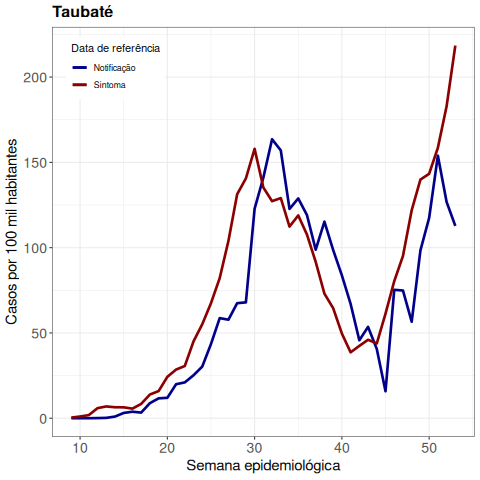 Taubaté
Data de referência
Notificação
Sintoma
Casos por 100 mil habitantes
200
150
100
50
0
10 20 30 40 50
Semana epidemiológica